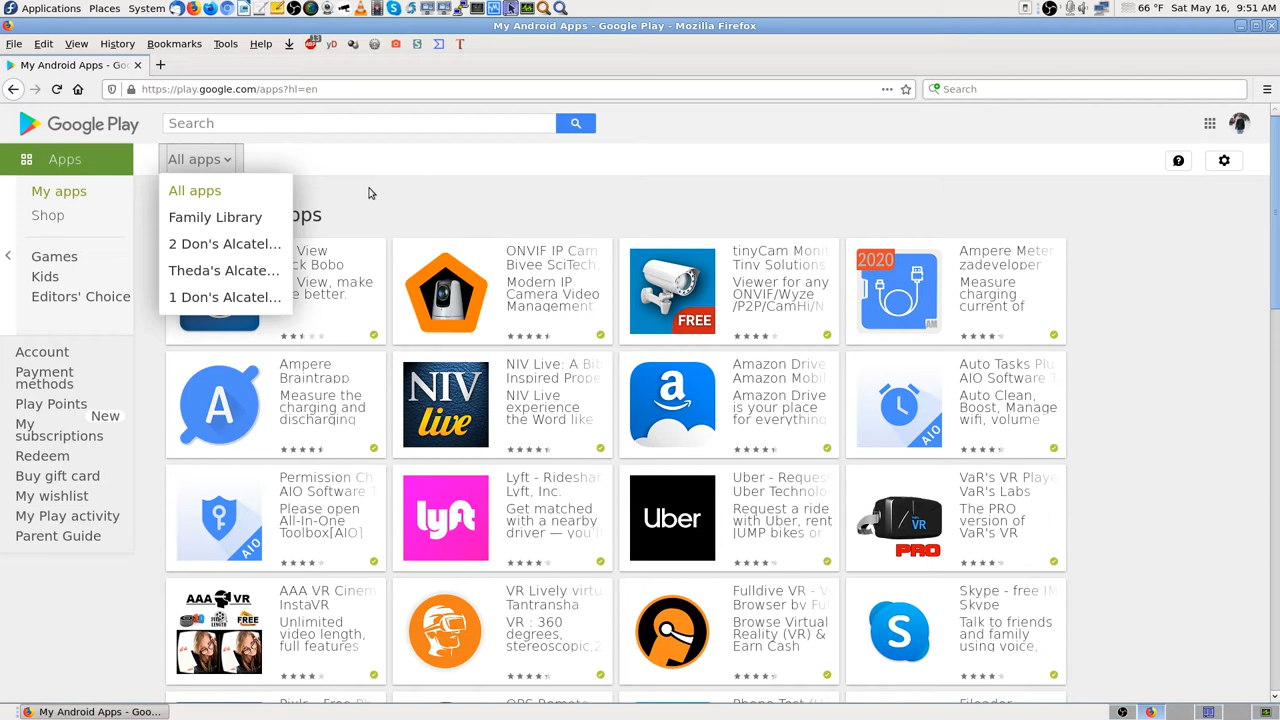 Applications Places System 66 °F Sat May 16, 9:51 AM
My Android Apps - Google Play - Mozilla Firefox
File Edit View History Bookmarks Tools Help 13 yD S T
My Android Apps - Goo
https://play.google.com/apps?hl=en
Search
Google Play
Search
Apps
All apps
My apps
Shop
Games
Kids
Editors' Choice
Account
Payment
methods
Play Points
New
My
subscriptions
Redeem
Buy gift card
My wishlist
My Play activity
Parent Guide
All apps
Family Library
2 Don's Alcatel...
Theda's Alcate...
1 Don's Alcatel...
View
Bobo
View, make
better.
ONVIF IP Cam
Bivee SciTech.
Modern IP
Camera Video
Management
FREE
tinyCam Moni
Tiny Solutions
Viewer for any
ONVIF/Wyze
/P2P/CamHi/N
2020
AM
Ampere Meter
zadeveloper
Measure
charging
current of
A
Ampere
Braintrapp
Measure the
charging and
discharging
NIV
live
NIV Live: A Bib
Inspired Prope
NIV Live
experience
the Word like
a
Amazon Drive
Amazon Mobil
Amazon Drive
is your place
for everything
AIO
Auto Tasks Plu
AIO Software T
Auto Clean,
Boost, Manage
wifi, volume
AIO
Permission Ch
AIO Software T
Please open
All-In-One
Toolbox[AIO]
lyft
Lyft - Rideshar
Lyft, Inc.
Get matched
with a nearby
driver — you'l
Uber
Uber - Reques
Uber Technolo
Request a ride
with Uber, rent
JUMP bikes or
VR
PRO
VaR's VR Playe
VaR's Labs
The PRO
version of
VaR's VR
AAA VR
FREE
AAA VR Cinem
InstaVR
Unlimited
video length,
full features
VR Lively virtu
Tantransha
VR : 360
degrees,
stereoscopic,2
Fulldive VR -
Browser by Fu
Browse Virtual
Reality (VR) &
Earn Cash
S
Skype - free IM
Skype
Talk to friends
and family
using voice,
My Android Apps - Goo...